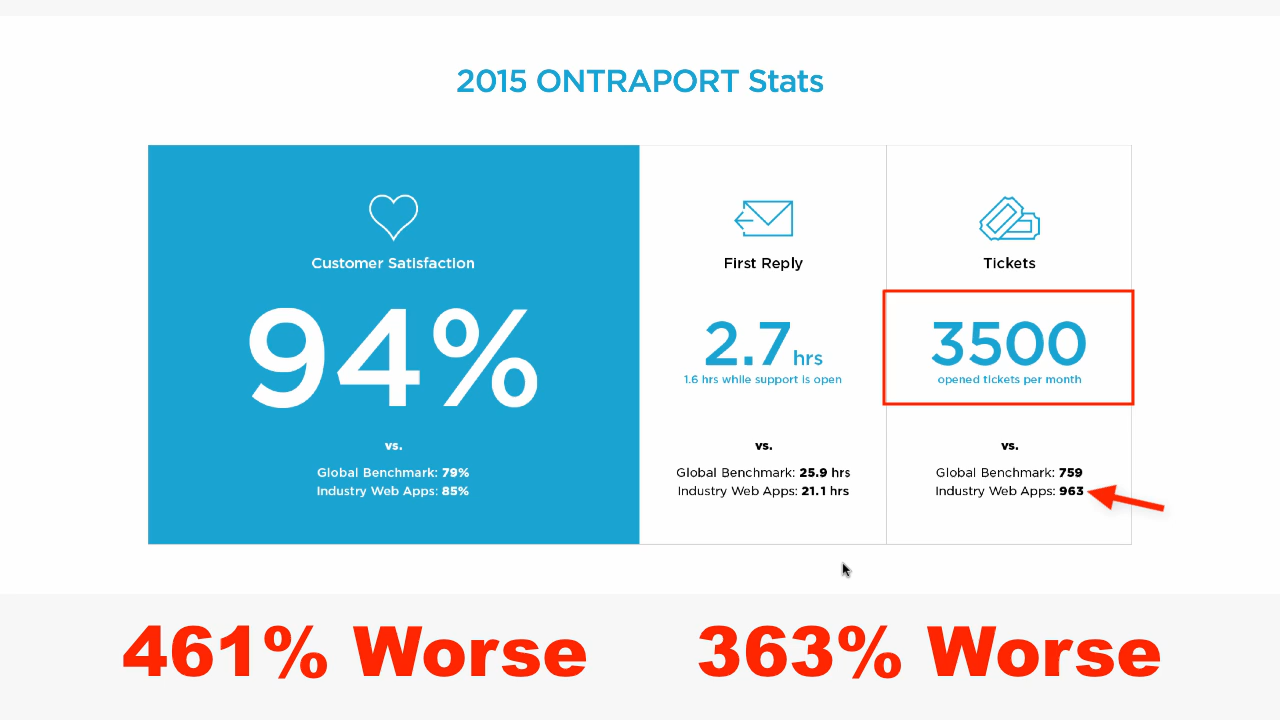 2015 ONTRAPORT Stats
Customer Satisfaction
94%
vs.
Global Benchmark: 79%
Industry Web Apps: 85%
First Reply
2.7 hrs
1.6 hrs while support is open
vs.
Global Benchmark: 25.9 hrs
Industry Web Apps: 21.1 hrs
Tickets
3500
opened tickets per month
vs.
Global Benchmark: 759
Industry Web Apps: 963
461% Worse
363% Worse